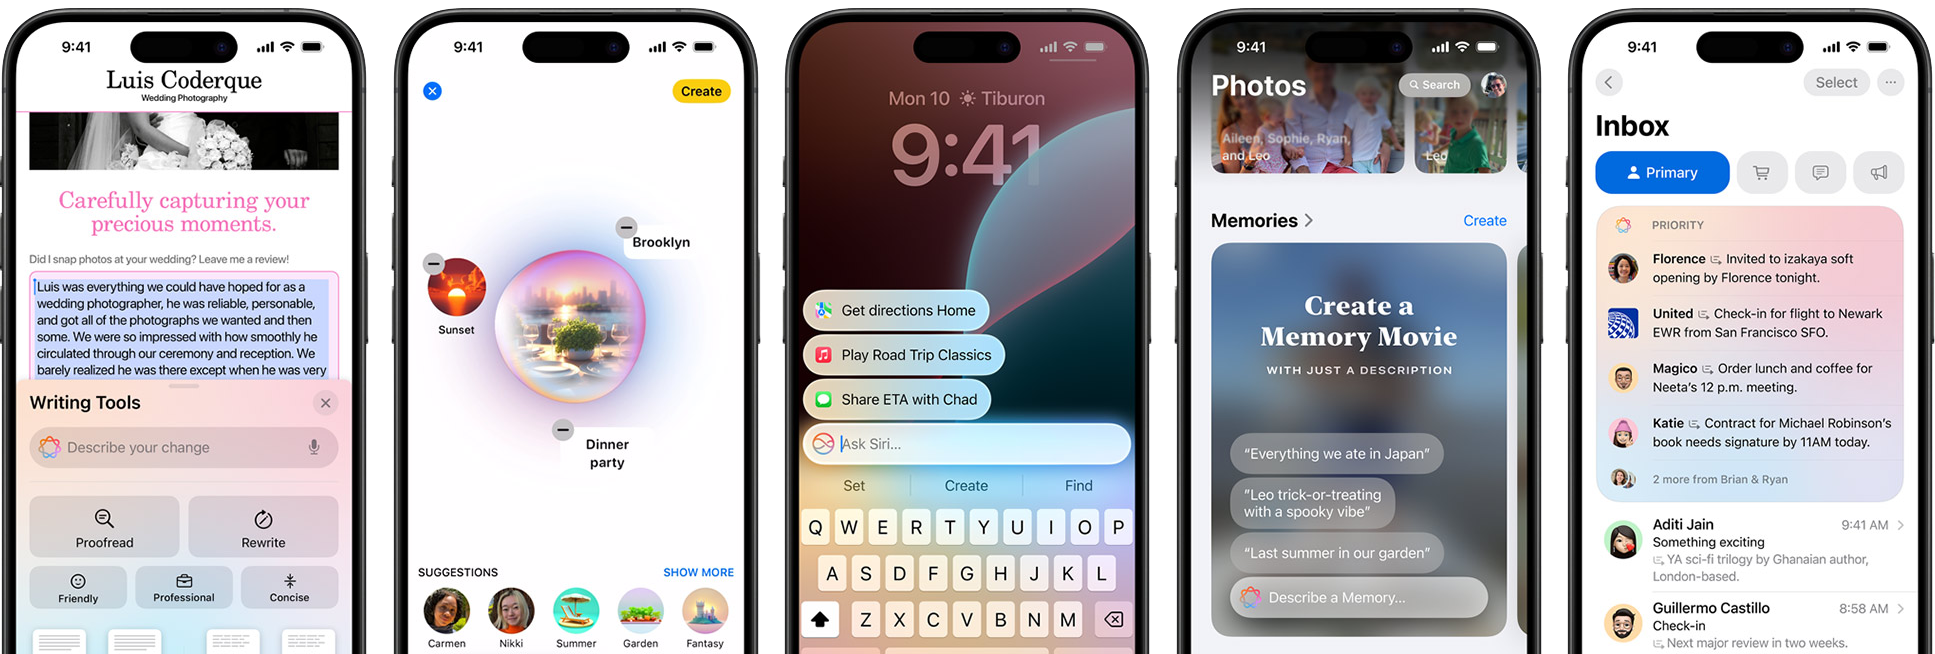 9:41
Luis Coderque
Wedding Photography
Carefully capturing your
precious moments.
Did I snap photos at your wedding? Leave me a review!
Luis was everything we could have hoped for as a
wedding photographer, he was reliable, personable,
and got all of the photographs we wanted and then
some. We were so impressed with how smoothly he
circulated through our ceremony and reception. We
barely realized he was there except when he was very
Writing Tools
Describe your change
Proofread
Rewrite
Friendly
Professional
Concise
9:41
Create
Brooklyn
Sunset
Dinner
party
SUGGESTIONS
SHOW MORE
Carmen
Nikki
Summer
Garden
Fantasy
Mon 10
Tiburon
9:41
Get directions Home
Play Road Trip Classics
Share ETA with Chad
Ask Siri...
Set
Create
Find
Q W E R T Y U I O P
A S D F G H J K L
Z X C V B N M
9:41
Photos
Search
Aileen, Sophie, Ryan,
and Leo
Leo
Memories
Create
Create a
Memory Movie
WITH JUST A DESCRIPTION
“Everything we ate in Japan”
”Leo trick-or-treating
with a spooky vibe”
“Last summer in our garden”
Describe a Memory...
9:41
Select
Inbox
Primary
PRIORITY
Florence Invited to izakaya soft
opening by Florence tonight.
United Check-in for flight to Newark
EWR from San Francisco SFO.
Magico Order lunch and coffee for
Neeta’s 12 p.m. meeting.
Katie Contract for Michael Robinson’s
book needs signature by 11AM today.
2 more from Brian & Ryan
Aditi Jain
9:41 AM
Something exciting
YA sci-fi trilogy by Ghanaian author,
London-based.
Guillermo Castillo
8:58 AM
Check-in
Next major review in two weeks.